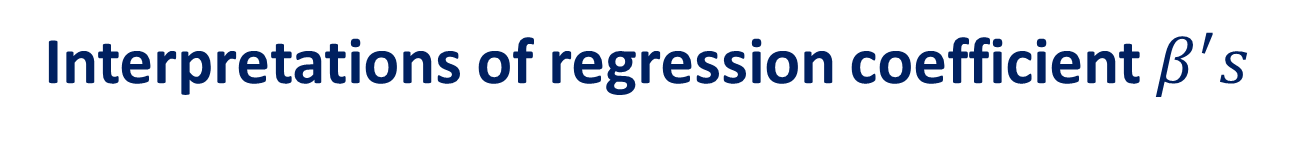 Interpretations of regression coefficient β′s